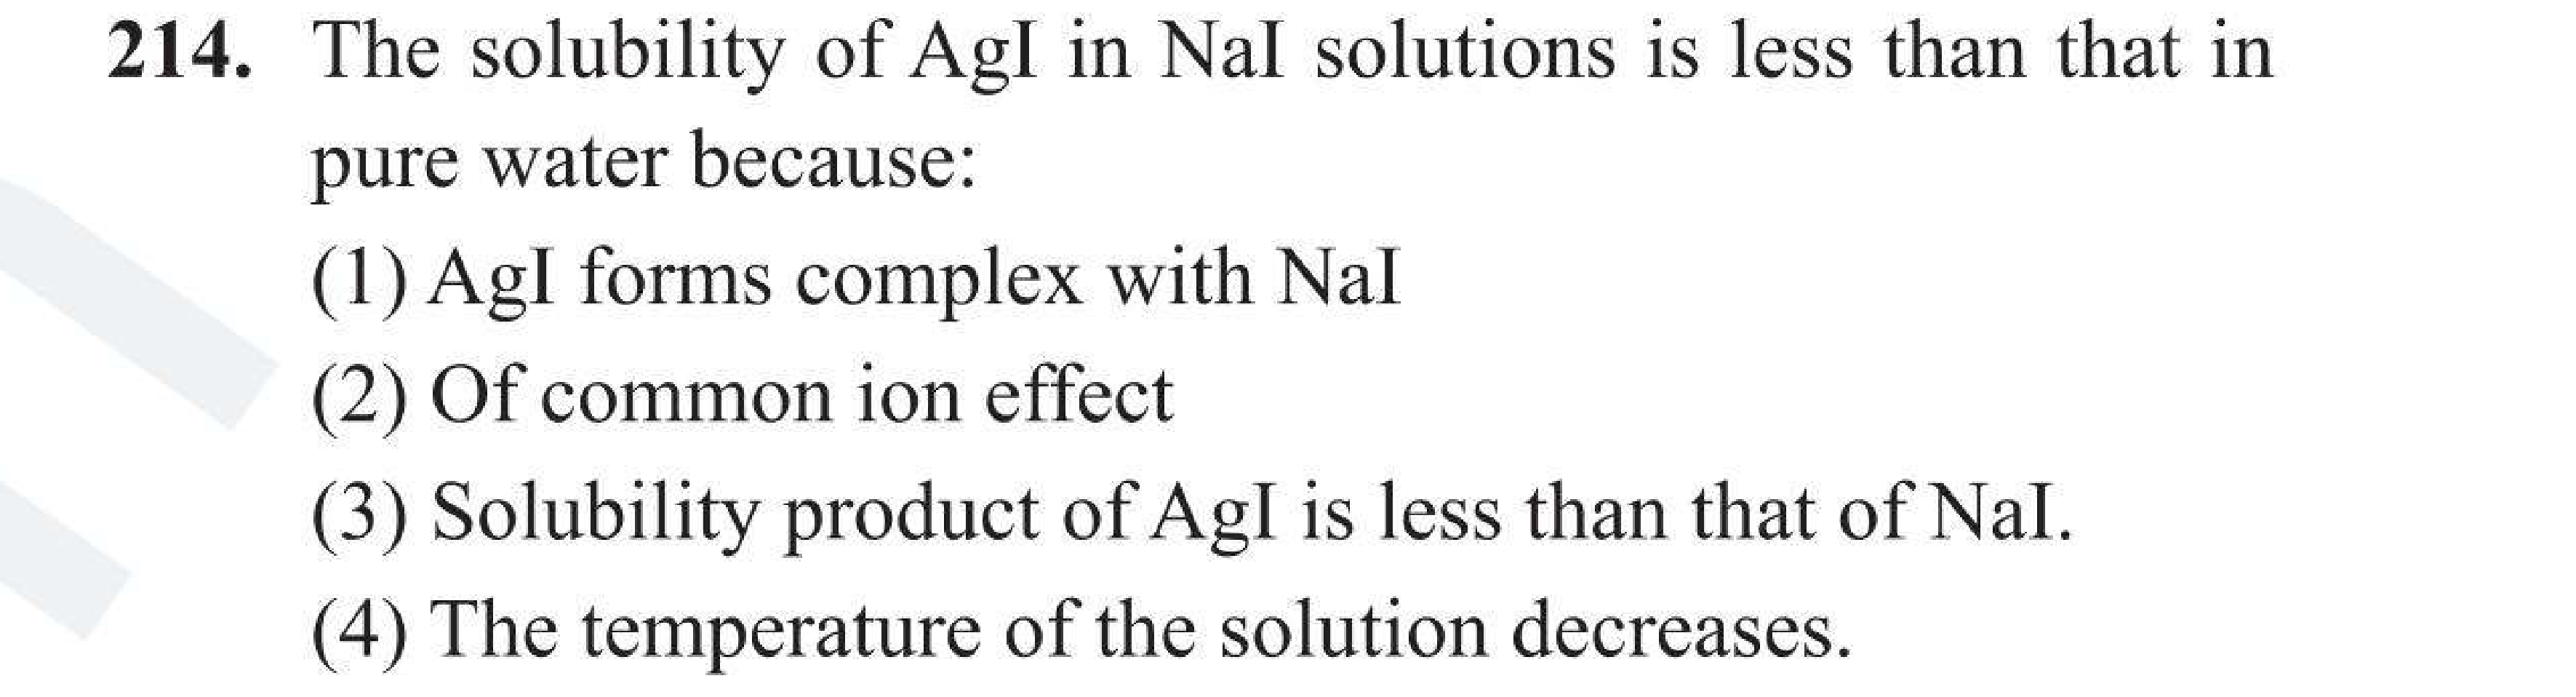 214. The solubility of AgI in NaI solutions is less than that in
pure water because:
(1) AgI forms complex with NaI
(2) Of common ion effect
(3) Solubility product of AgI is less than that of NaI.
(4) The temperature of the solution decreases.